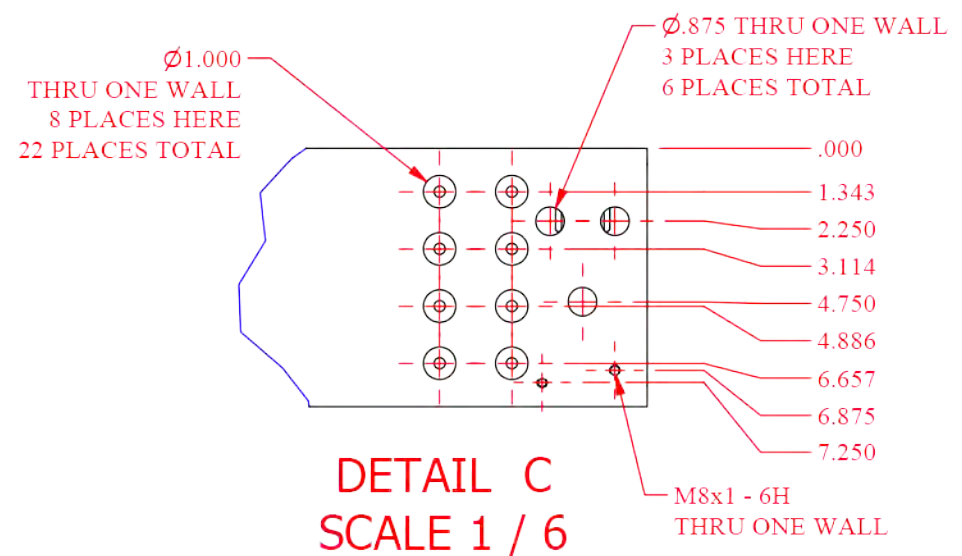 Ø1.000
THRU ONE WALL
8 PLACES HERE
22 PLACES TOTAL
Ø.875 THRU ONE WALL
3 PLACES HERE
6 PLACES TOTAL
.000
1.343
2.250
3.114
4.750
4.886
6.657
6.875
7.250
M8x1 - 6H
THRU ONE WALL
DETAIL C
SCALE 1 / 6